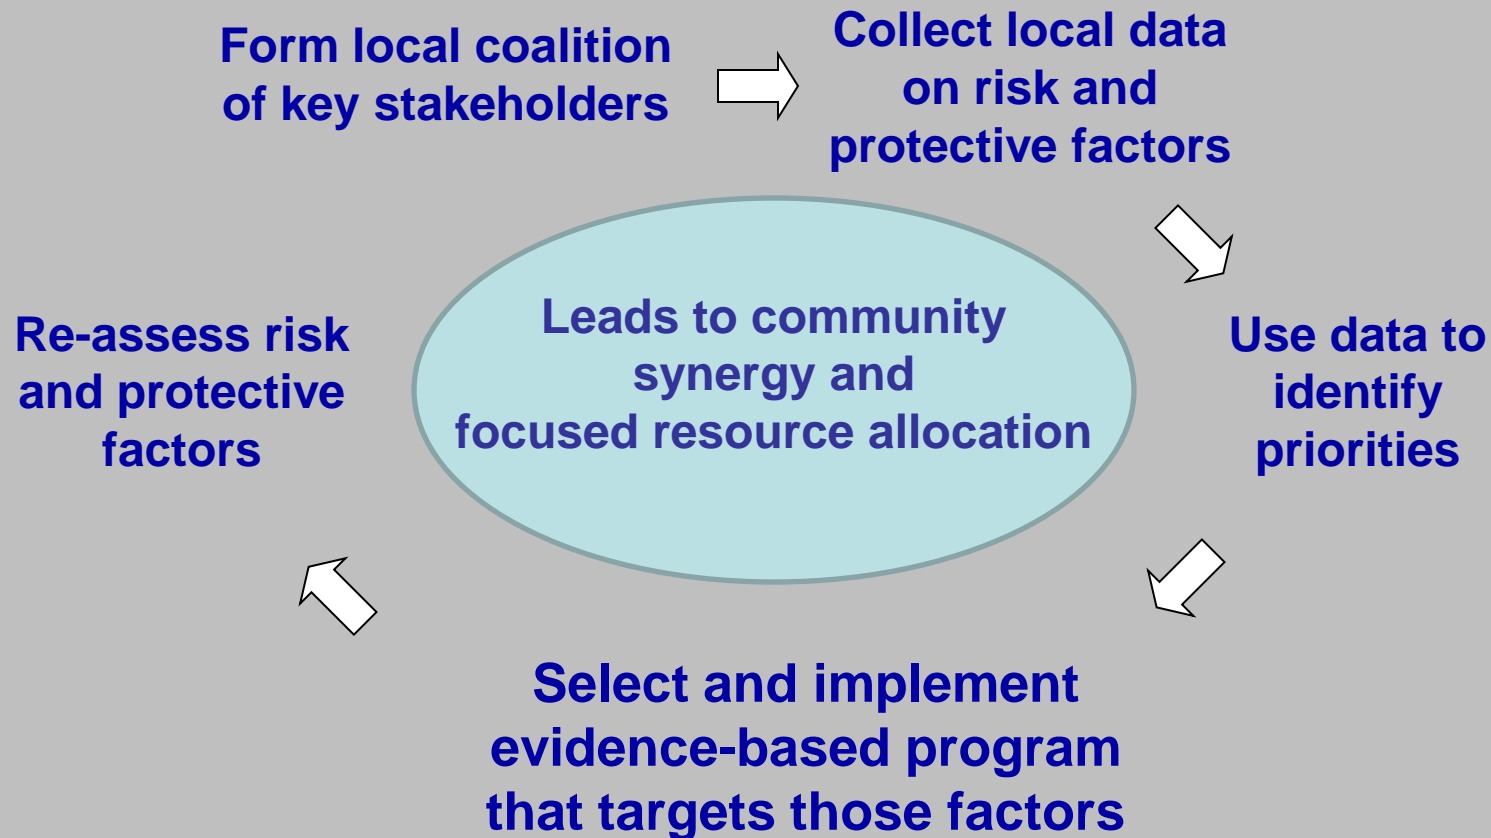 Form local coalition
of key stakeholders
Collect local data
on risk and
protective factors
Use data to
identify
priorities
Select and implement
evidence-based program
that targets those factors
Re-assess risk
and protective
factors
Leads to community
synergy and
focused resource allocation